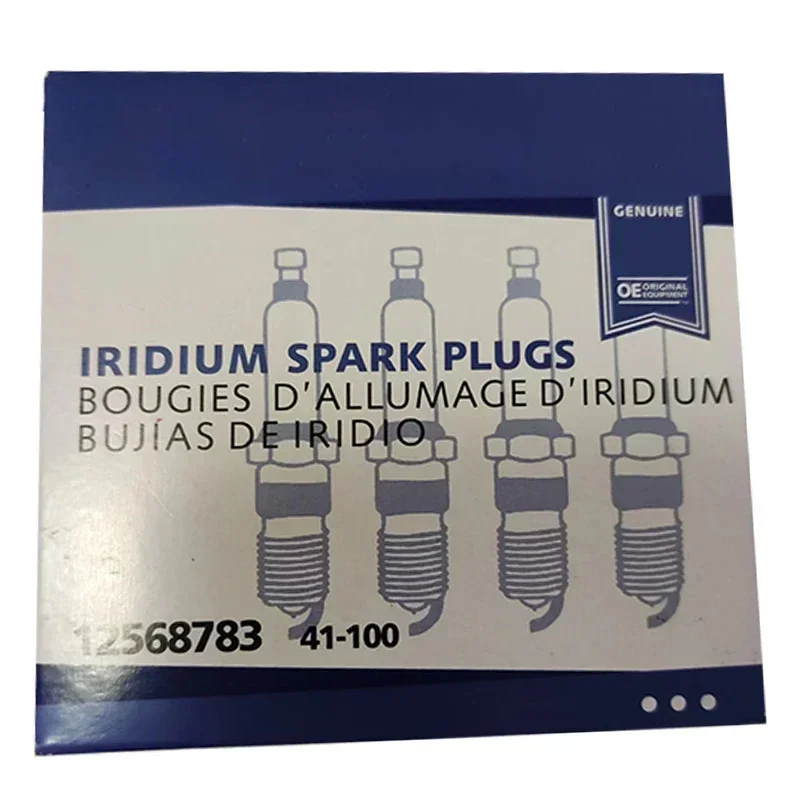 GENUINE
OE ORIGINAL
EQUIPMENT
IRIDIUM SPARK PLUGS
BOUGIES D'ALLUMAGE D'IRIDIUM
BUJÍAS DE IRIDIO
12568783 41-100